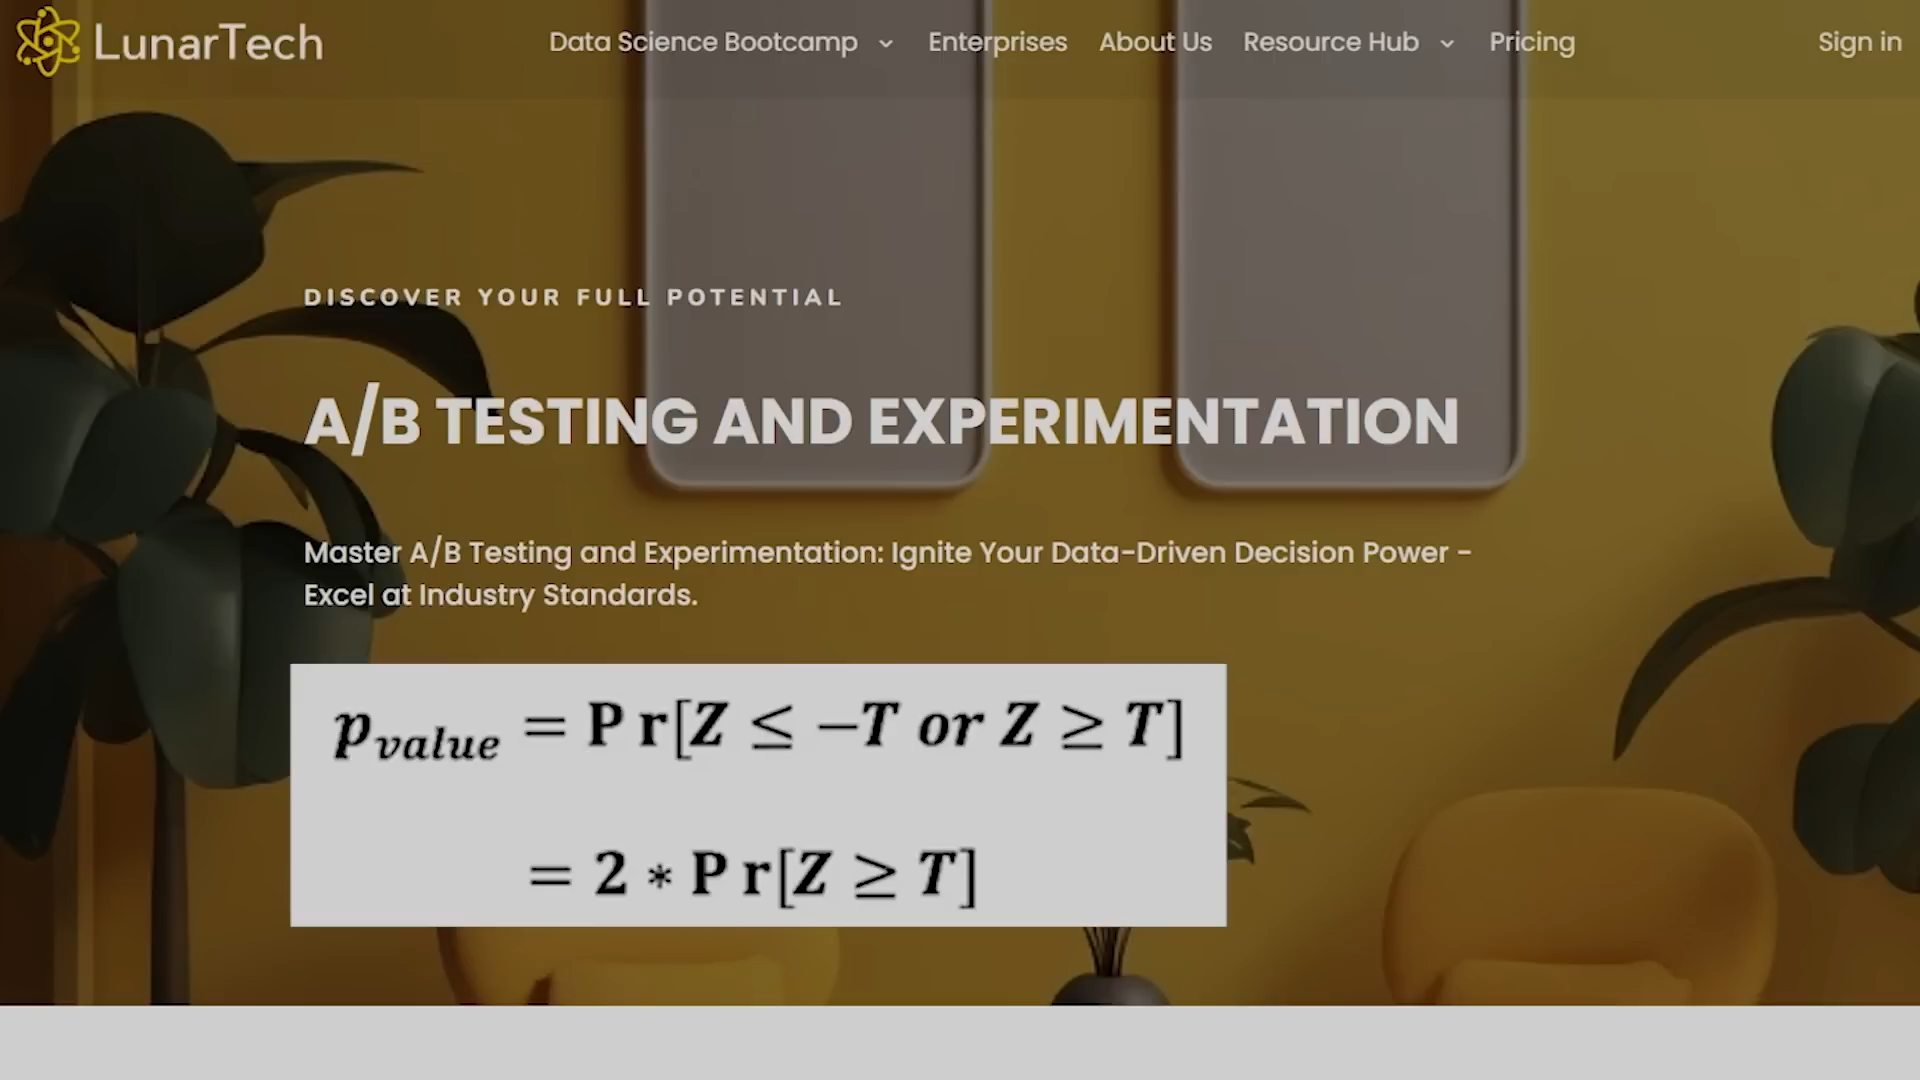 LunarTech
Data Science Bootcamp Enterprises About Us Resource Hub Pricing Sign in
DISCOVER YOUR FULL POTENTIAL
A/B TESTING AND EXPERIMENTATION
Master A/B Testing and Experimentation: Ignite Your Data-Driven Decision Power -
Excel at Industry Standards.
p_value = Pr[Z ≤ −T or Z ≥ T]
= 2 * Pr[Z ≥ T]